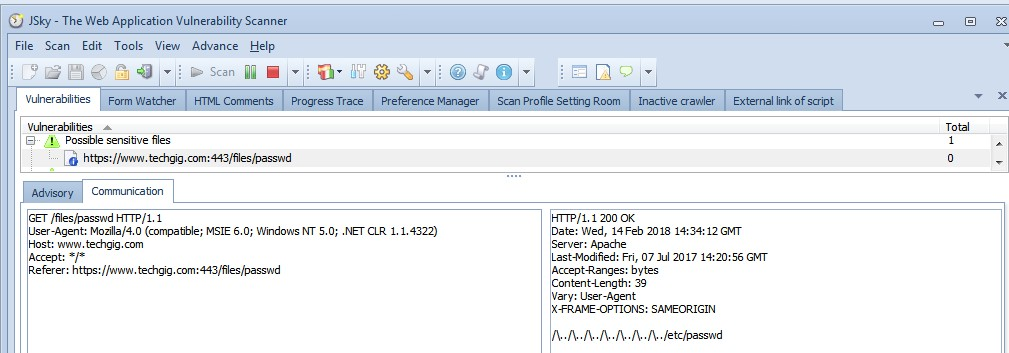 JSky - The Web Application Vulnerability Scanner
File Scan Edit Tools View Advance Help
Scan
Vulnerabilities Form Watcher HTML Comments Progress Trace Preference Manager Scan Profile Setting Room Inactive crawler External link of script
Vulnerabilities Total
Possible sensitive files 1
https://www.techgig.com:443/files/passwd 0
Advisory Communication
GET /files/passwd HTTP/1.1
User-Agent: Mozilla/4.0 (compatible; MSIE 6.0; Windows NT 5.0; .NET CLR 1.1.4322)
Host: www.techgig.com
Accept: */*
Referer: https://www.techgig.com:443/files/passwd
HTTP/1.1 200 OK
Date: Wed, 14 Feb 2018 14:34:12 GMT
Server: Apache
Last-Modified: Fri, 07 Jul 2017 14:20:56 GMT
Accept-Ranges: bytes
Content-Length: 39
Vary: User-Agent
X-FRAME-OPTIONS: SAMEORIGIN
/\../\../\../\../\../\../\../etc/passwd